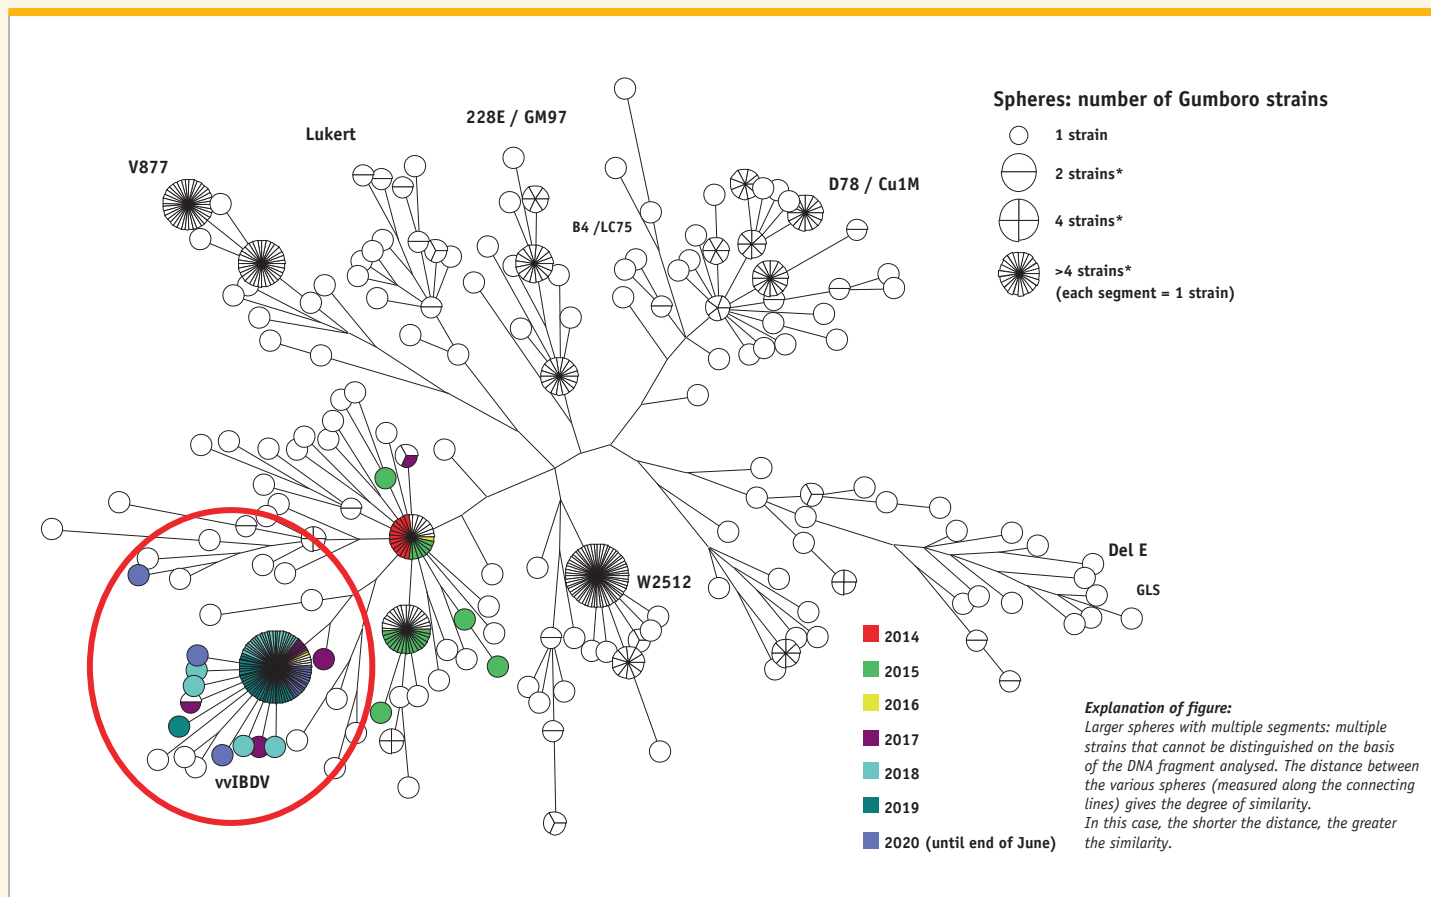 Spheres: number of Gumboro strains
1 strain
2 strains*
4 strains*
>4 strains*
(each segment = 1 strain)
228E / GM97
Lukert
V877
D78 / Cu1M
B4 /LC75
Del E
GLS
W2512
vvIBDV
2014
2015
2016
2017
2018
2019
2020 (until end of June)
Explanation of figure:
Larger spheres with multiple segments: multiple
strains that cannot be distinguished on the basis
of the DNA fragment analysed. The distance between
the various spheres (measured along the connecting
lines) gives the degree of similarity.
In this case, the shorter the distance, the greater
the similarity.